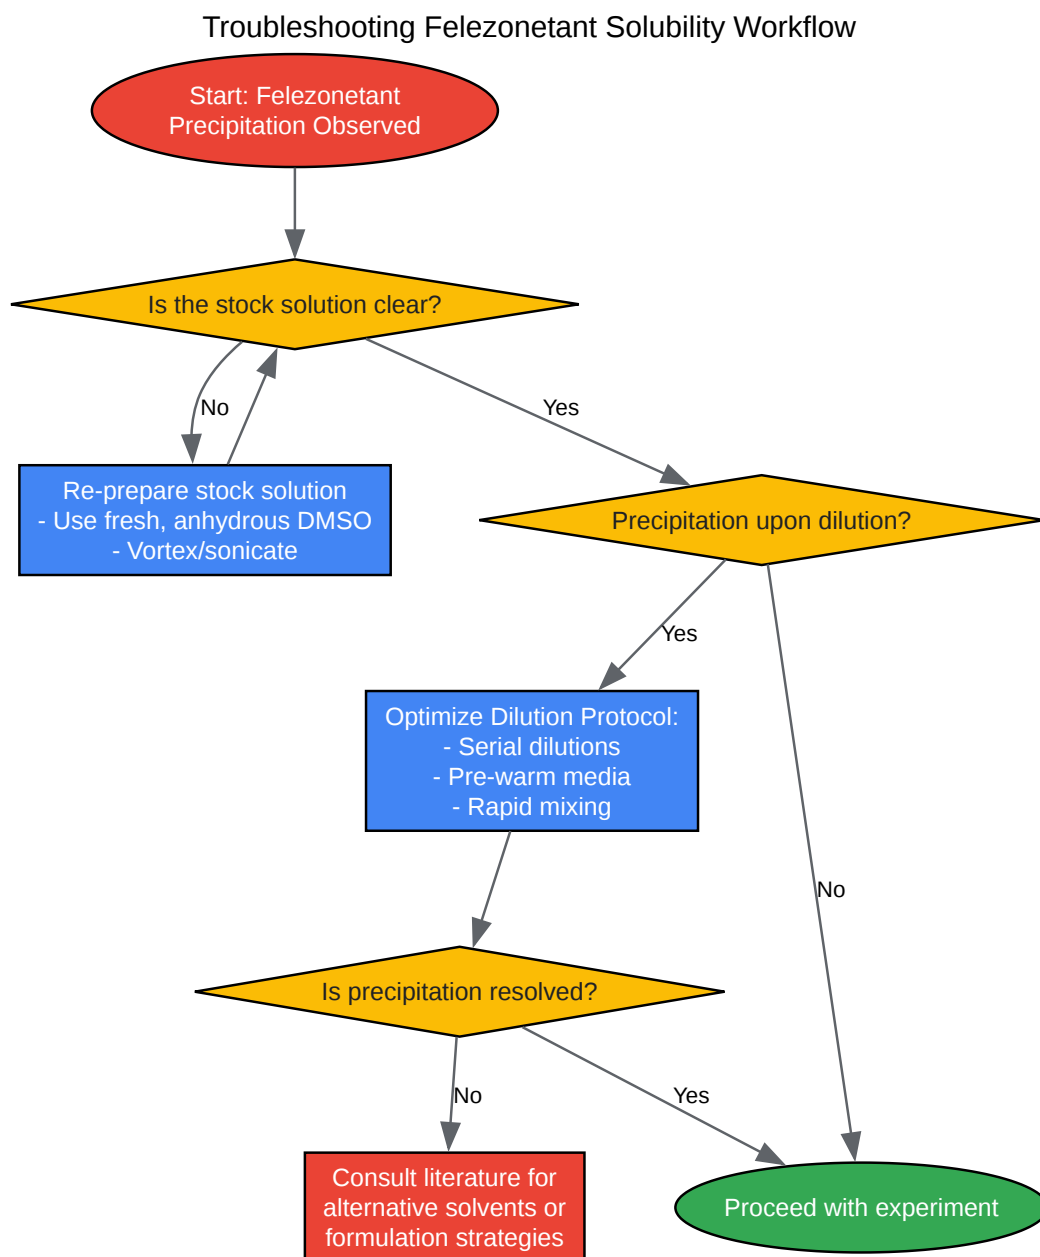 Troubleshooting Felezonetant Solubility Workflow
Start: Felezonetant
Precipitation Observed
Is the stock solution clear?
No
Yes
Re-prepare stock solution
- Use fresh, anhydrous DMSO
- Vortex/sonicate
Precipitation upon dilution?
Yes
No
Optimize Dilution Protocol:
- Serial dilutions
- Pre-warm media
- Rapid mixing
Is precipitation resolved?
No
Yes
Consult literature for
alternative solvents or
formulation strategies
Proceed with experiment